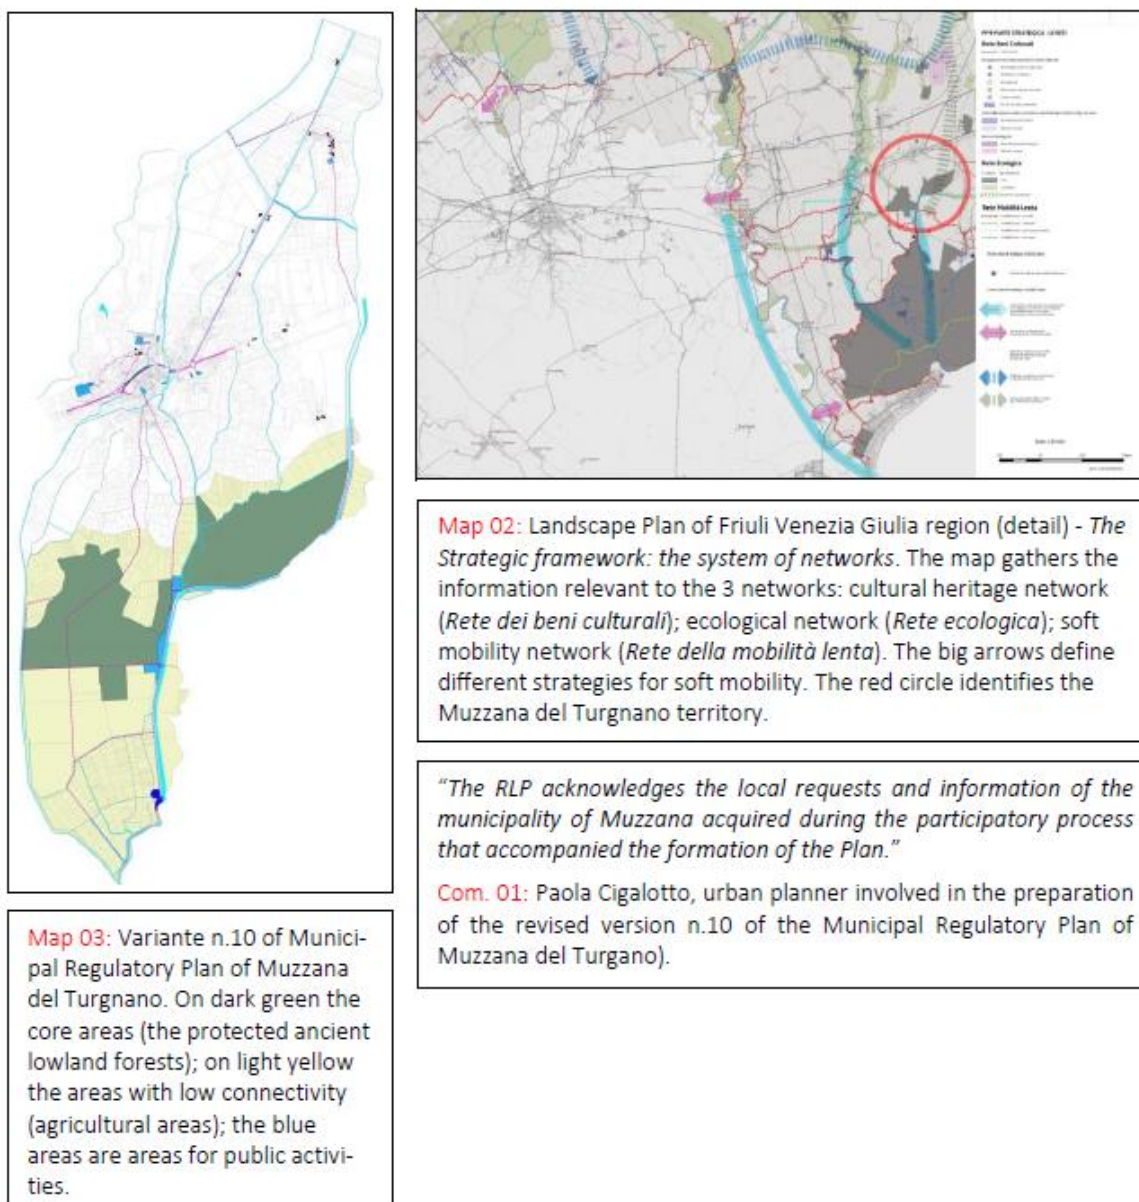 Rete Beni Culturali
Rete Ecologica
Rete Mobilità Lenta
Map 02: Landscape Plan of Friuli Venezia Giulia region (detail) - The
Strategic framework: the system of networks. The map gathers the
information relevant to the 3 networks: cultural heritage network
(Rete dei beni culturali); ecological network (Rete ecologica); soft
mobility network (Rete della mobilità lenta). The big arrows define
different strategies for soft mobility. The red circle identifies the
Muzzana del Turgnano territory.
"The RLP acknowledges the local requests and information of the
municipality of Muzzana acquired during the participatory process
that accompanied the formation of the Plan."
Com. 01: Paola Cigalotto, urban planner involved in the preparation
of the revised version n.10 of the Municipal Regulatory Plan of
Muzzana del Turgano).
Map 03: Variante n.10 of Munici-
pal Regulatory Plan of Muzzana
del Turgnano. On dark green the
core areas (the protected ancient
lowland forests); on light yellow
the areas with low connectivity
(agricultural areas); the blue
areas are areas for public activi-
ties.